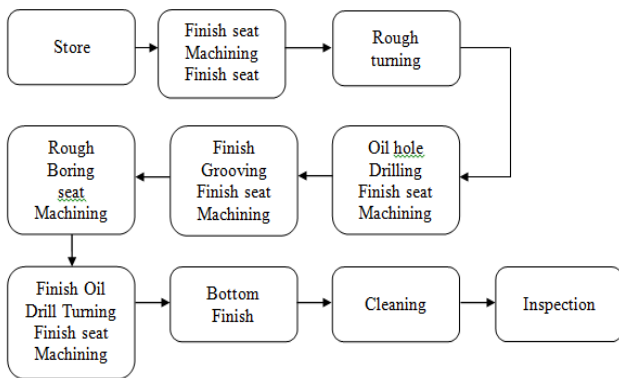 Store
Finish seat
Machining
Finish seat
Rough
turning
Oil hole
Drilling
Finish seat
Machining
Finish
Grooving
Finish seat
Machining
Rough
Boring
seat
Machining
Finish Oil
Drill Turning
Finish seat
Machining
Bottom
Finish
Cleaning
Inspection